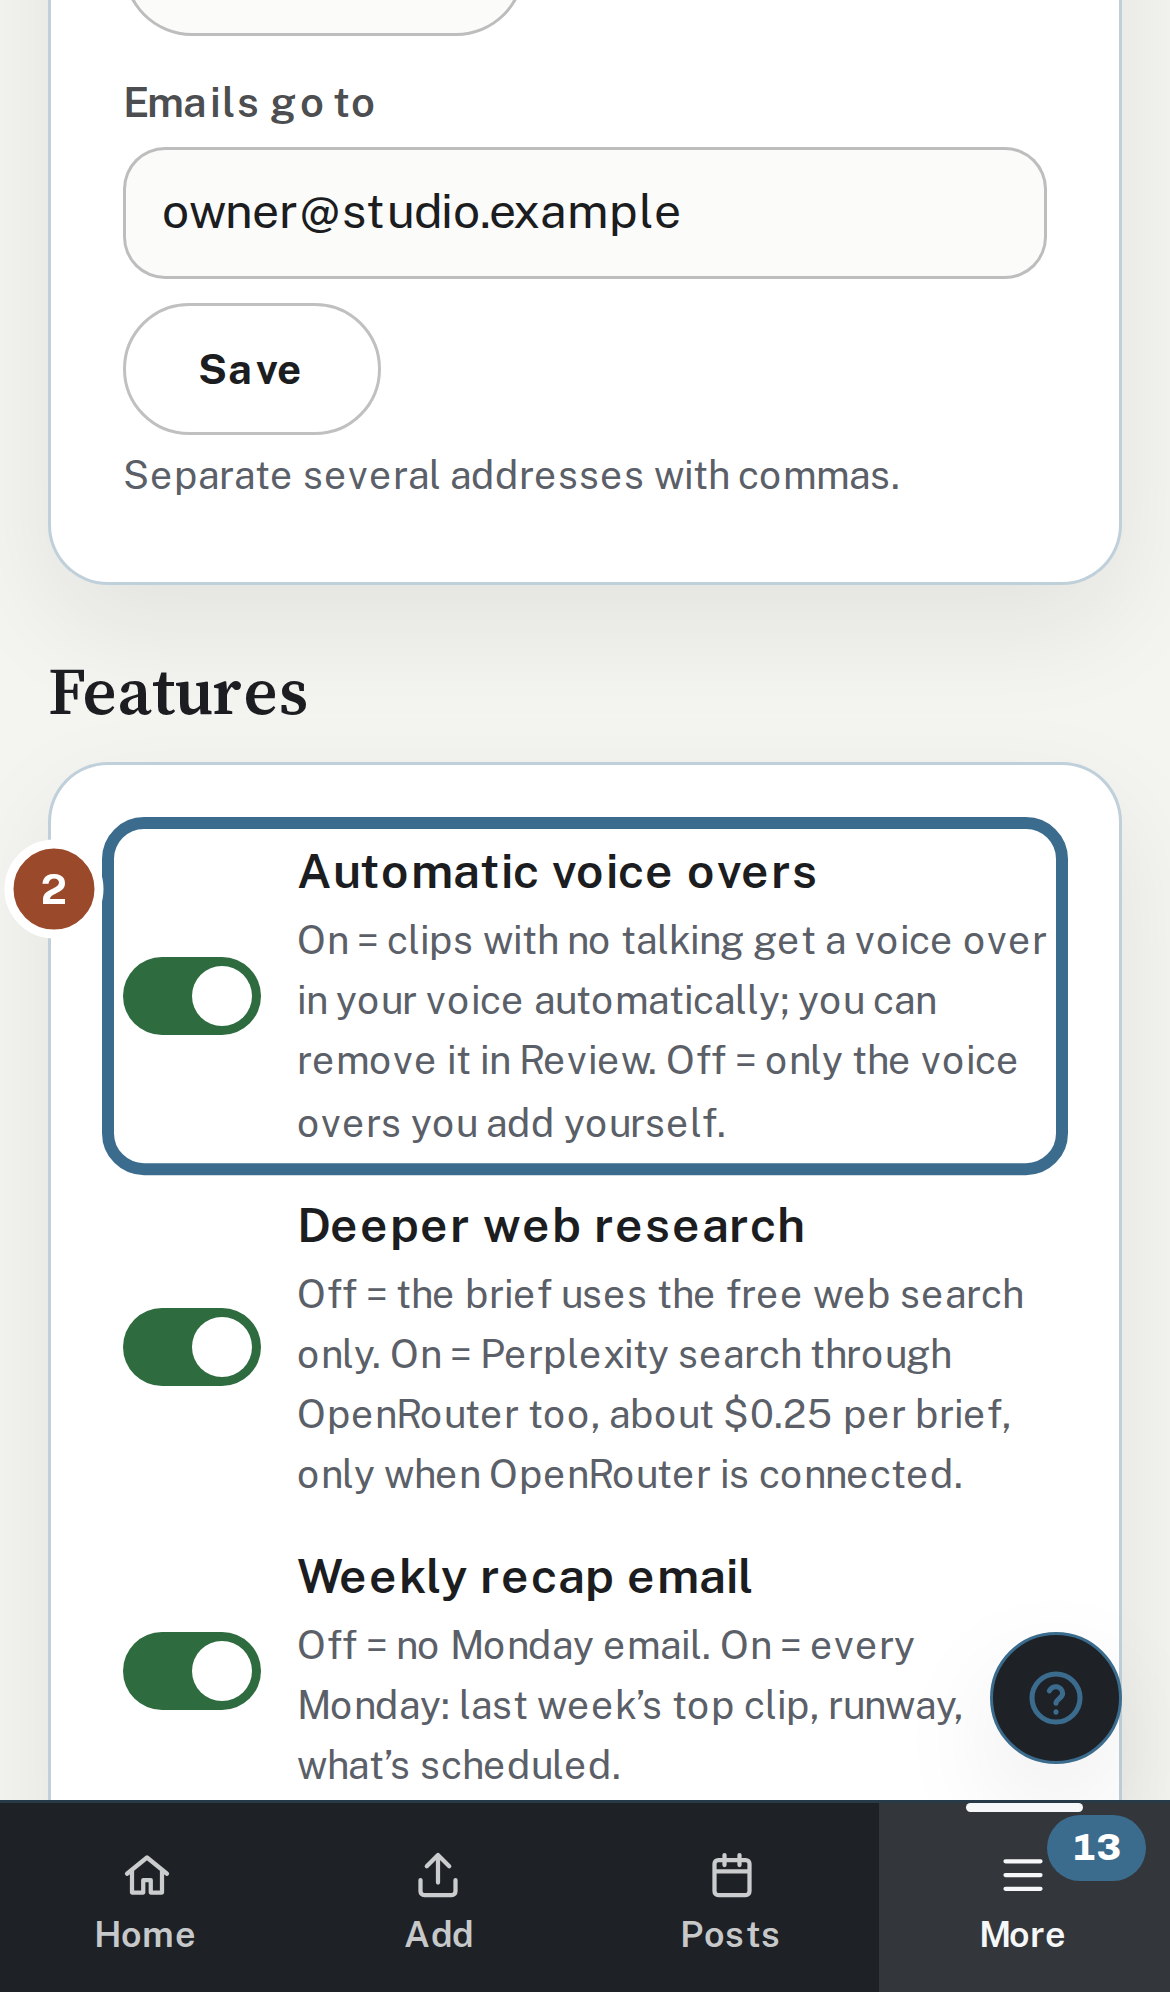 Emails go to
owner@studio.example
Save
Separate several addresses with commas.
Features
2
Automatic voice overs
On = clips with no talking get a voice over
in your voice automatically; you can
remove it in Review. Off = only the voice
overs you add yourself.
Deeper web research
Off = the brief uses the free web search
only. On = Perplexity search through
OpenRouter too, about $0.25 per brief,
only when OpenRouter is connected.
Weekly recap email
Off = no Monday email. On = every
Monday: last week’s top clip, runway,
what’s scheduled.
13
Home
Add
Posts
More